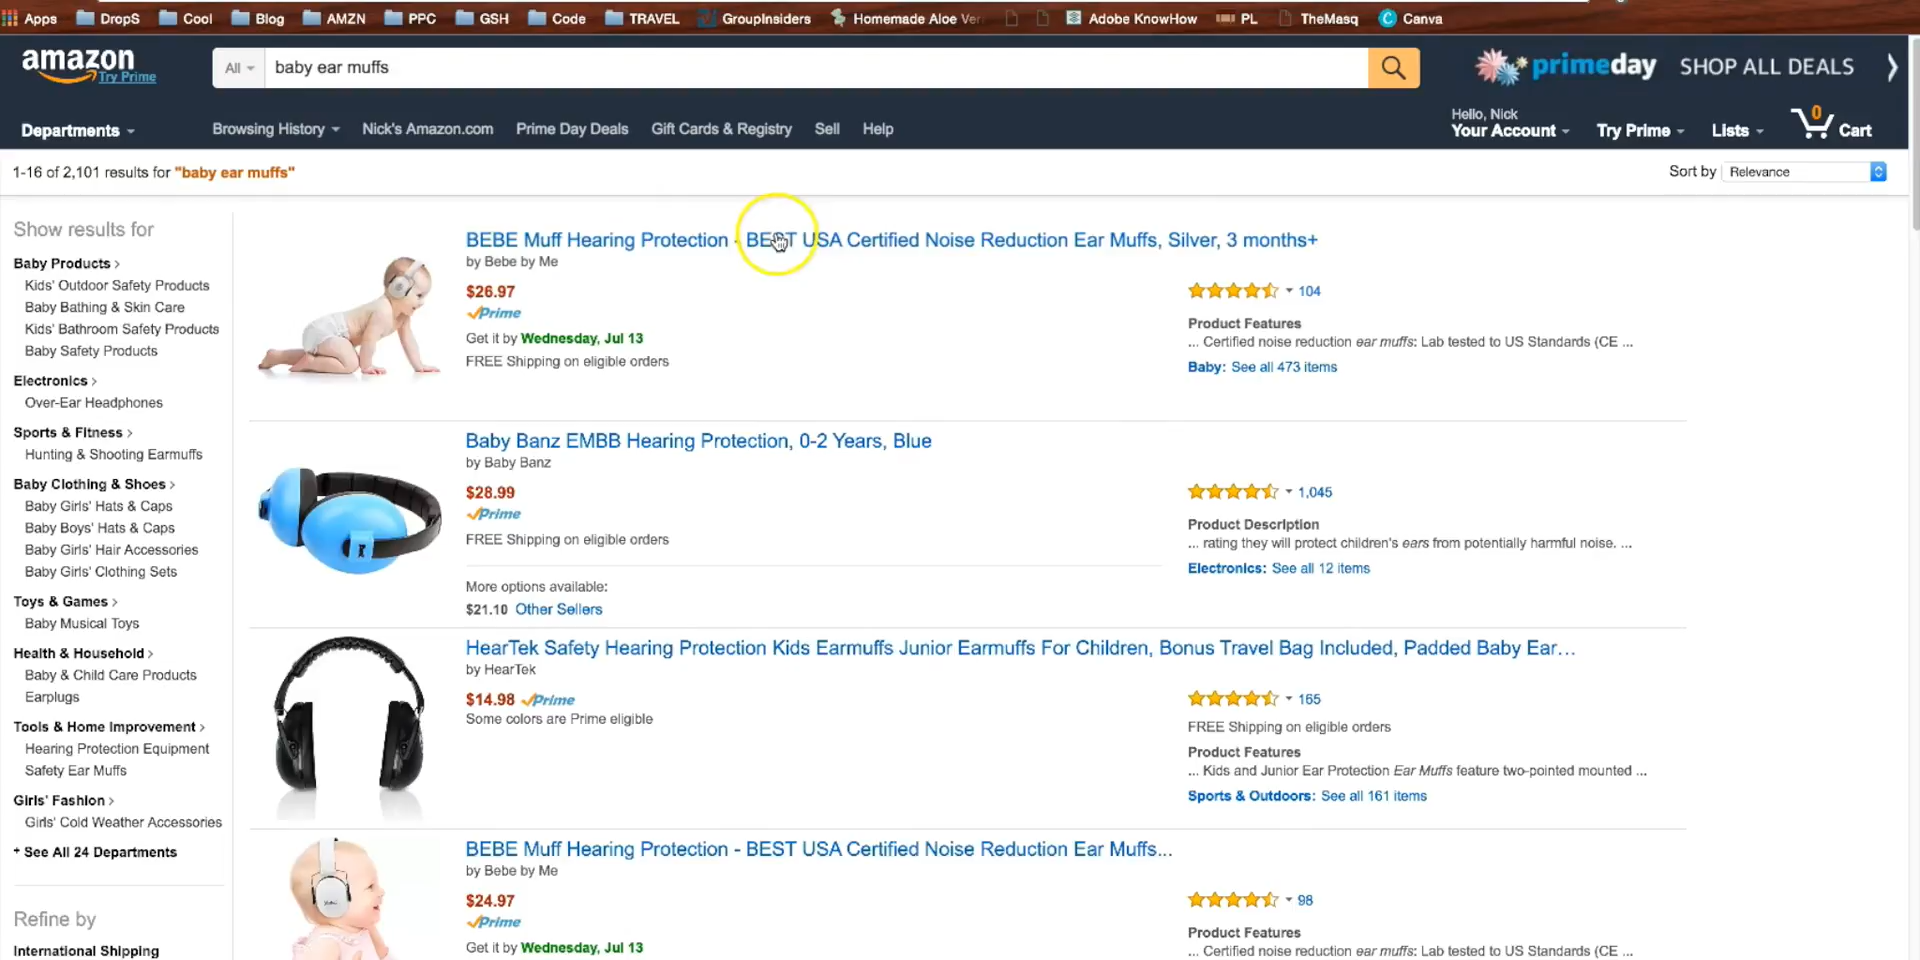 Apps DropS Cool Blog AMZN PPC GSH Code TRAVEL GroupInsiders Homemade Aloe Ver Adobe KnowHow PL TheMasq Canva
amazon
Try Prime
All
baby ear muffs
primeday SHOP ALL DEALS
Departments
Browsing History Nick's Amazon.com Prime Day Deals Gift Cards & Registry Sell Help
Hello, Nick
Your Account Try Prime Lists 0 Cart
1-16 of 2,101 results for "baby ear muffs"
Sort by Relevance
Show results for
Baby Products
Kids' Outdoor Safety Products
Baby Bathing & Skin Care
Kids' Bathroom Safety Products
Baby Safety Products
Electronics
Over-Ear Headphones
Sports & Fitness
Hunting & Shooting Earmuffs
Baby Clothing & Shoes
Baby Girls' Hats & Caps
Baby Boys' Hats & Caps
Baby Girls' Hair Accessories
Baby Girls' Clothing Sets
Toys & Games
Baby Musical Toys
Health & Household
Baby & Child Care Products
Earplugs
Tools & Home Improvement
Hearing Protection Equipment
Safety Ear Muffs
Girls' Fashion
Girls' Cold Weather Accessories
+ See All 24 Departments
Refine by
International Shipping
BEBE Muff Hearing Protection - BEST USA Certified Noise Reduction Ear Muffs, Silver, 3 months+
by Bebe by Me
$26.97
Prime
Get it by Wednesday, Jul 13
FREE Shipping on eligible orders
104
Product Features
... Certified noise reduction ear muffs: Lab tested to US Standards (CE ...
Baby: See all 473 items
Baby Banz EMBB Hearing Protection, 0-2 Years, Blue
by Baby Banz
$28.99
Prime
FREE Shipping on eligible orders
More options available:
$21.10 Other Sellers
1,045
Product Description
... rating they will protect children's ears from potentially harmful noise. ...
Electronics: See all 12 items
HearTek Safety Hearing Protection Kids Earmuffs Junior Earmuffs For Children, Bonus Travel Bag Included, Padded Baby Ear...
by HearTek
$14.98 Prime
Some colors are Prime eligible
165
FREE Shipping on eligible orders
Product Features
... Kids and Junior Ear Protection Ear Muffs feature two-pointed mounted ...
Sports & Outdoors: See all 161 items
BEBE Muff Hearing Protection - BEST USA Certified Noise Reduction Ear Muffs...
by Bebe by Me
$24.97
Prime
Get it by Wednesday, Jul 13
98
Product Features
... Certified noise reduction ear muffs: Lab tested to US Standards (CE ...